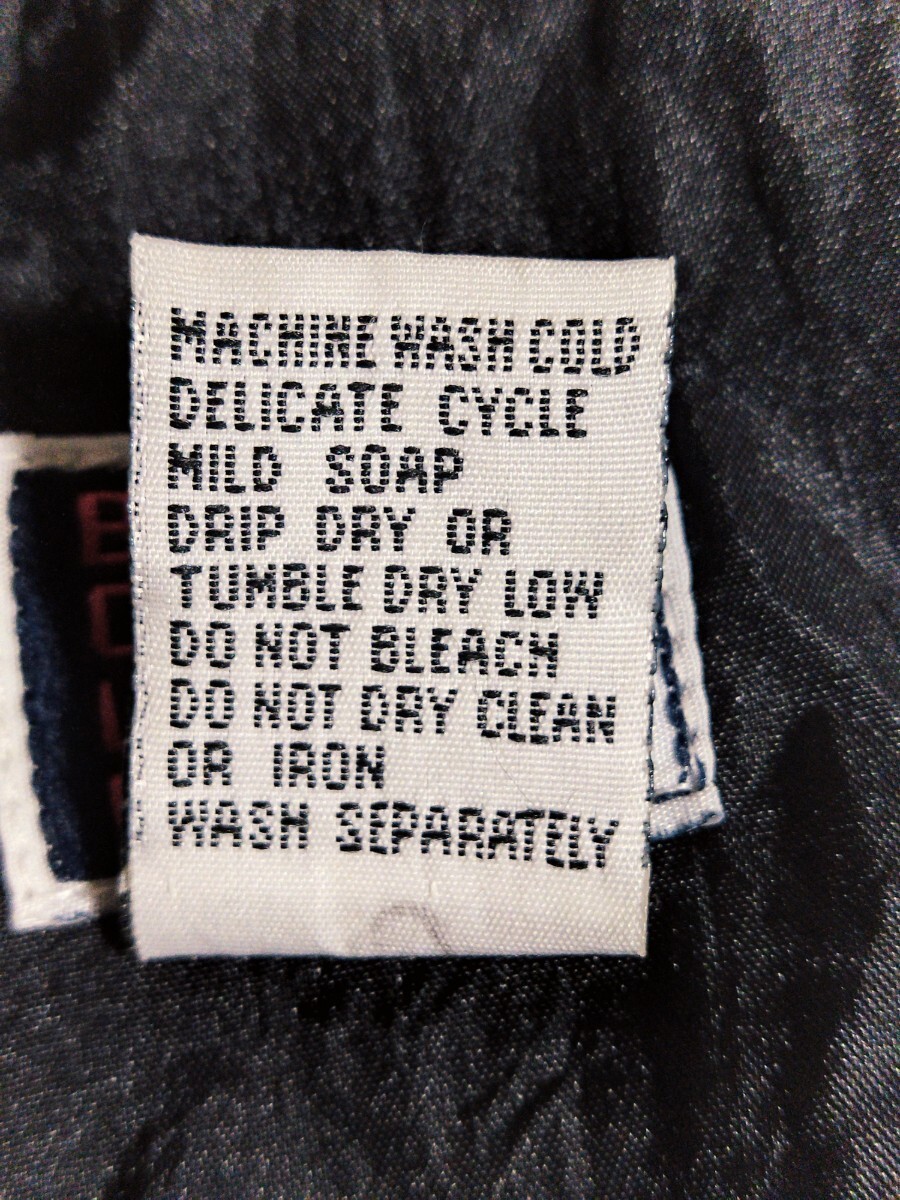 MACHINE WASH COLD
DELICATE CYCLE
MILD SOAP
DRIP DRY OR
TUMBLE DRY LOW
DO NOT BLEACH
DO NOT DRY CLEAN
OR IRON
WASH SEPARATELY